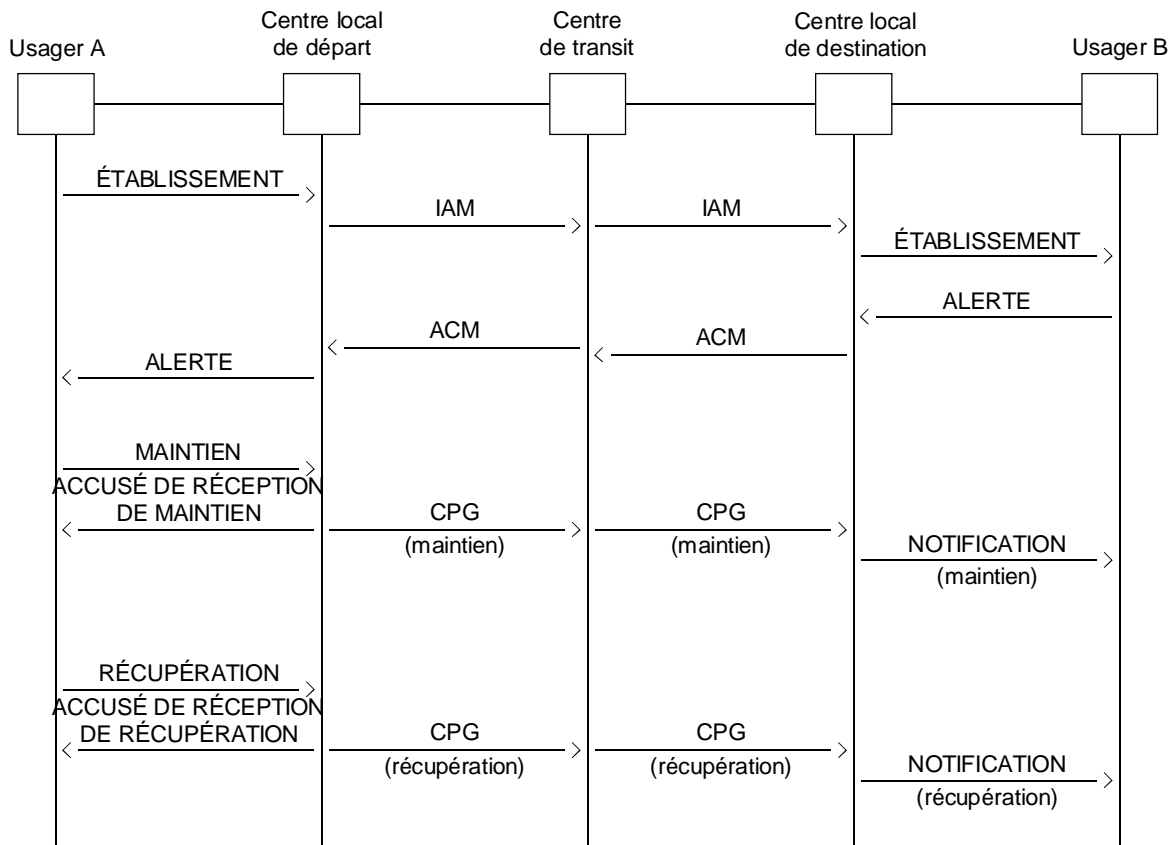 Usager A
Centre local
de départ
Centre
de transit
Centre local
de destination
Usager B
ÉTABLISSEMENT
IAM
IAM
ÉTABLISSEMENT
ALERTE
ACM
ACM
ALERTE
MAINTIEN
ACCUSÉ DE RÉCEPTION
DE MAINTIEN
CPG
(maintien)
CPG
(maintien)
NOTIFICATION
(maintien)
RÉCUPÉRATION
ACCUSÉ DE RÉCEPTION
DE RÉCUPÉRATION
CPG
(récupération)
CPG
(récupération)
NOTIFICATION
(récupération)